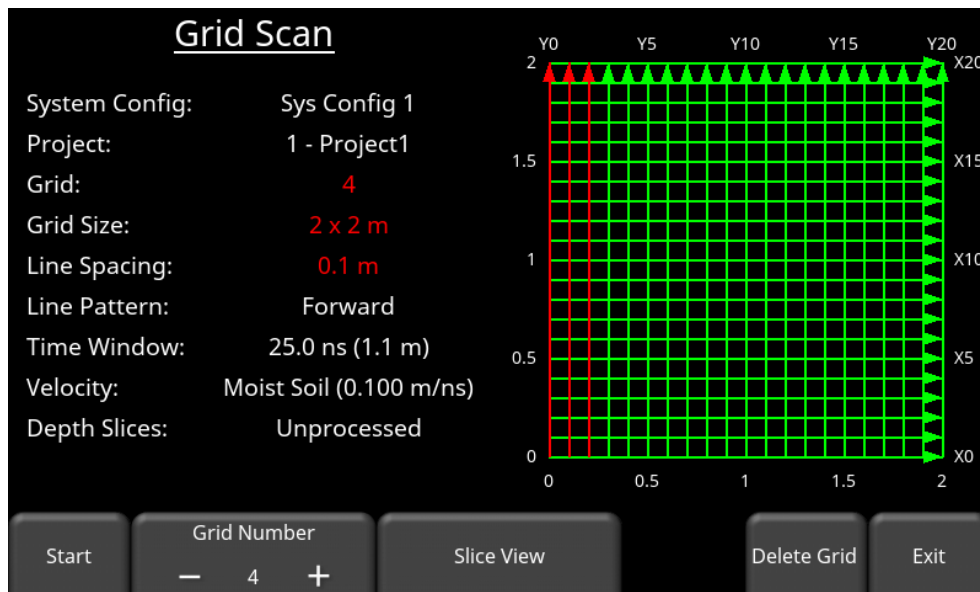 Grid Scan
System Config: Sys Config 1
Project: 1 - Project1
Grid: 4
Grid Size: 2 x 2 m
Line Spacing: 0.1 m
Line Pattern: Forward
Time Window: 25.0 ns (1.1 m)
Velocity: Moist Soil (0.100 m/ns)
Depth Slices: Unprocessed
Y0 Y5 Y10 Y15 Y20
2 X20
1.5 X15
1 X10
0.5 X5
0 X0
0 0.5 1 1.5 2
Start
Grid Number
− 4 +
Slice View
Delete Grid
Exit